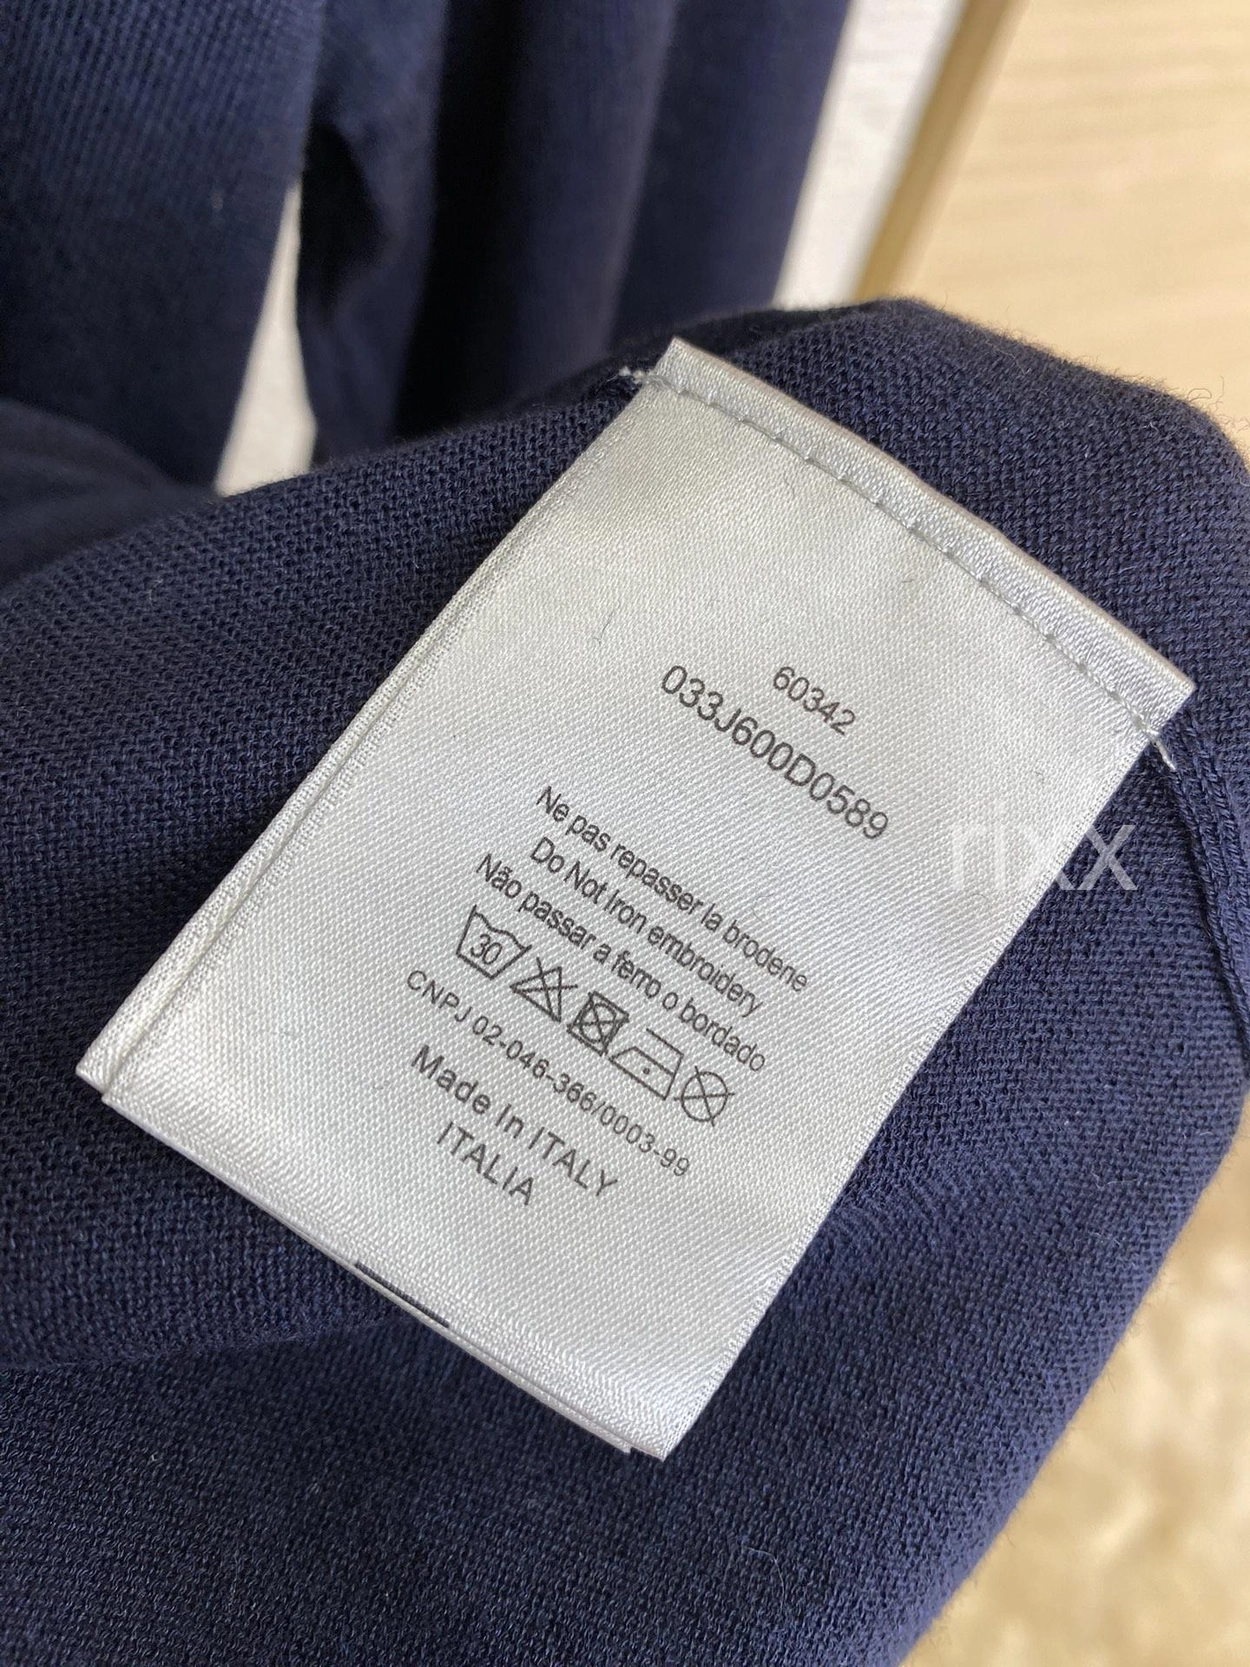 60342
033J600D0589
Ne pas repasser la brodene
Do Not Iron embroidery
Não passar a ferro o bordado
30
CNPJ 02-046-366/0003-99
Made In ITALY
ITALIA